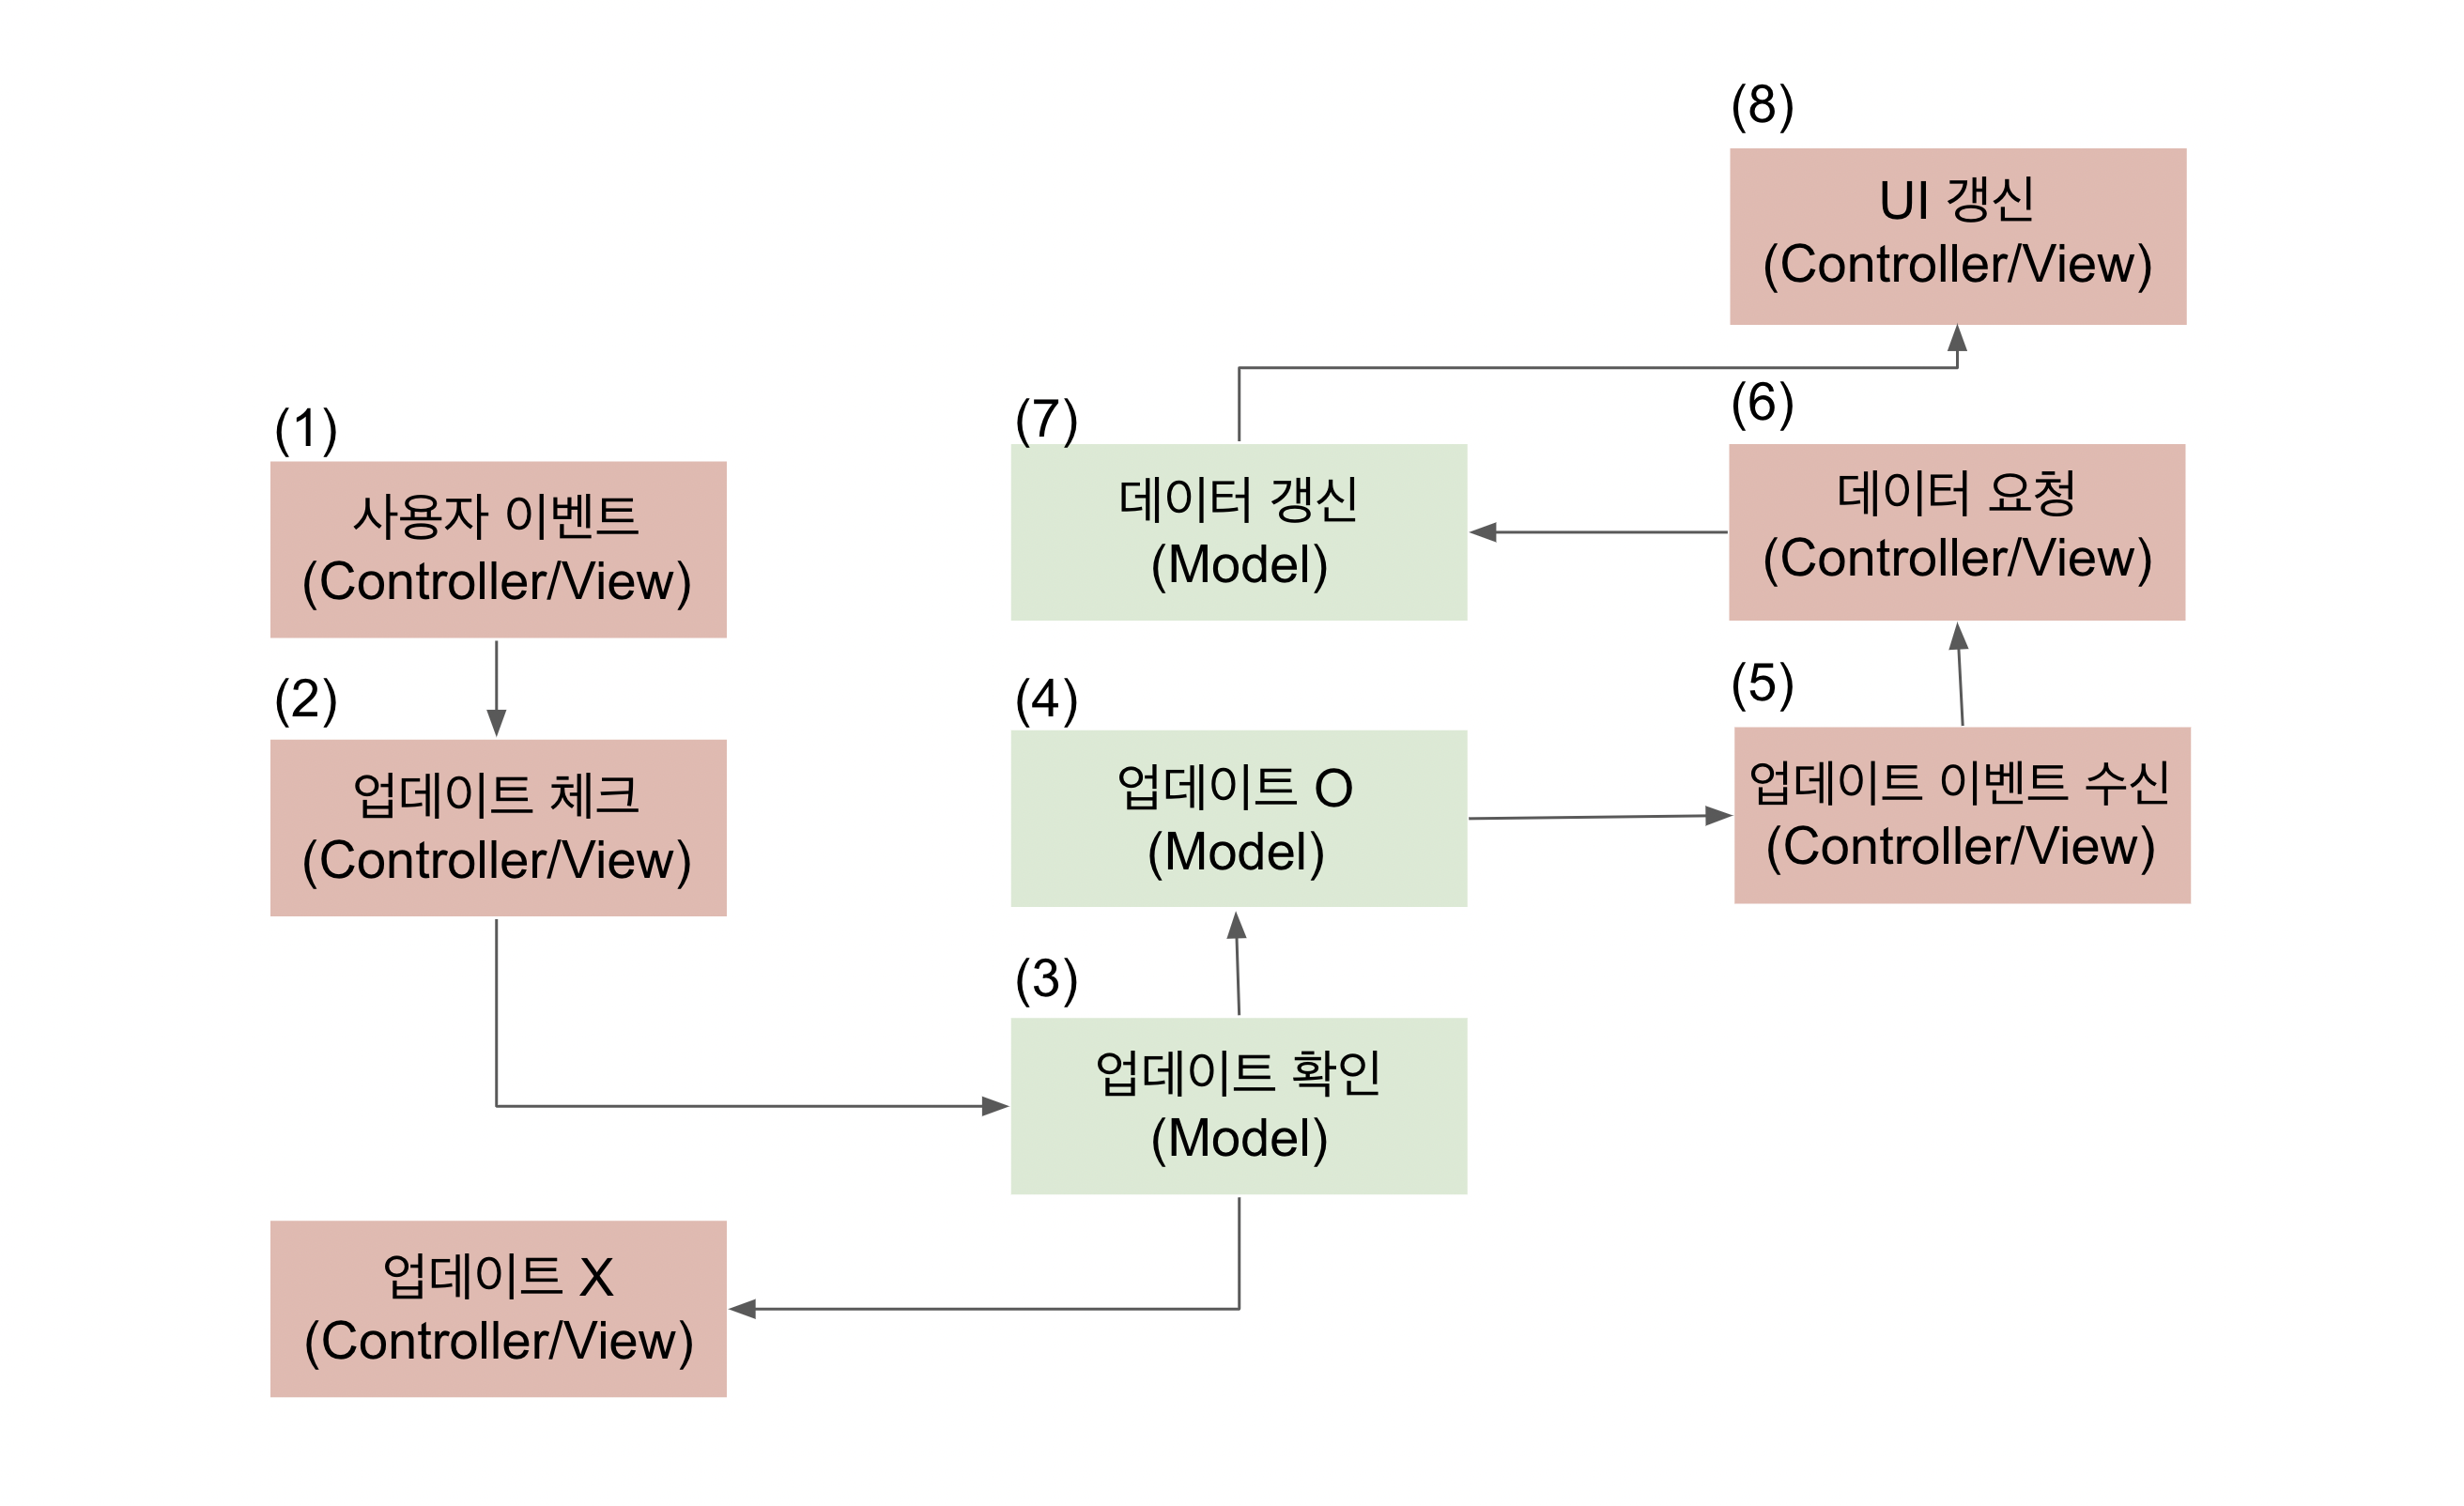 (1)
사용자 이벤트
(Controller/View)
(2)
업데이트 체크
(Controller/View)
(3)
업데이트 확인
(Model)
업데이트 X
(Controller/View)
(4)
업데이트 O
(Model)
(5)
업데이트 이벤트 수신
(Controller/View)
(6)
데이터 요청
(Controller/View)
(7)
데이터 갱신
(Model)
(8)
UI 갱신
(Controller/View)